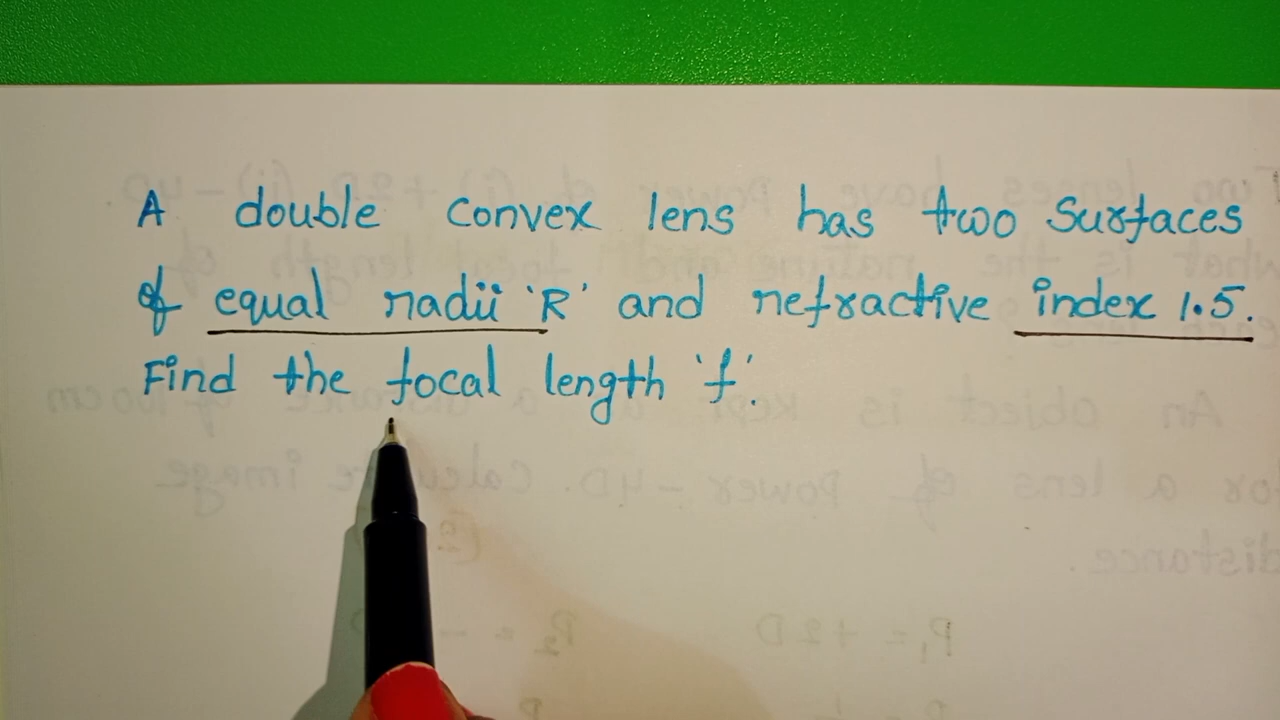 A double convex lens has two surfaces
of equal radii 'R' and refractive index 1.5.
Find the focal length 'f'.